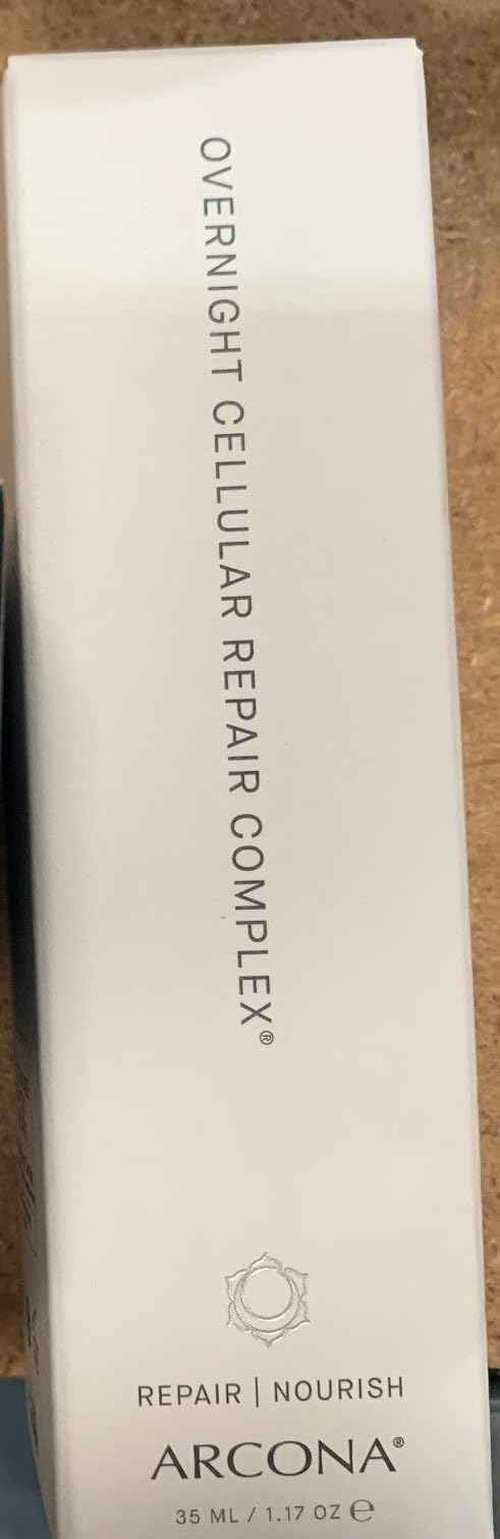 OVERNIGHT CELLULAR REPAIR COMPLEX®
REPAIR | NOURISH
ARCONA®
35 ML / 1.17 OZ ℮